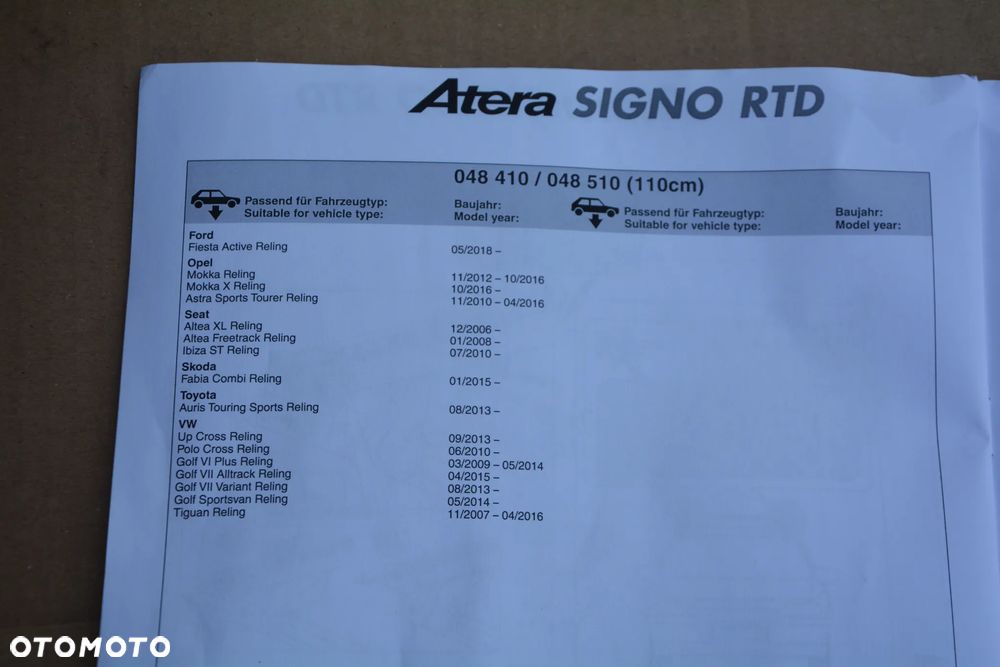 Atera SIGNO RTD
048 410 / 048 510 (110cm)
Passend für Fahrzeugtyp: Baujahr: Passend für Fahrzeugtyp: Baujahr:
Suitable for vehicle type: Model year: Suitable for vehicle type: Model year:
Ford
Fiesta Active Reling 05/2018 –
Opel
Mokka Reling 11/2012 – 10/2016
Mokka X Reling 10/2016 –
Astra Sports Tourer Reling 11/2010 – 04/2016
Seat
Altea XL Reling 12/2006 –
Altea Freetrack Reling 01/2008 –
Ibiza ST Reling 07/2010 –
Skoda
Fabia Combi Reling 01/2015 –
Toyota
Auris Touring Sports Reling 08/2013 –
VW
Up Cross Reling 09/2013 –
Polo Cross Reling 06/2010 –
Golf VI Plus Reling 03/2009 – 05/2014
Golf VII Alltrack Reling 04/2015 –
Golf VII Variant Reling 08/2013 –
Golf Sportsvan Reling 05/2014 –
Tiguan Reling 11/2007 – 04/2016
OTOMOTO